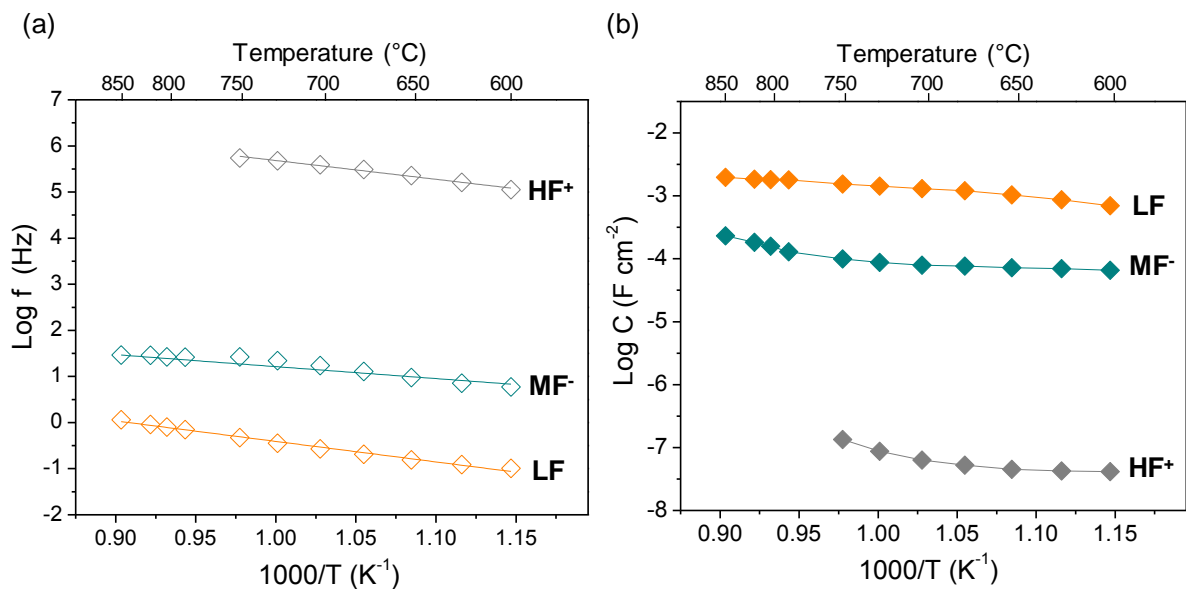 (a)
Temperature (°C)
850 800 750 700 650 600
7
6
5
4
3
2
1
0
-1
-2
Log f (Hz)
HF⁺
MF⁻
LF
0.90 0.95 1.00 1.05 1.10 1.15
1000/T (K⁻¹)
(b)
Temperature (°C)
850 800 750 700 650 600
-2
-3
-4
-5
-6
-7
-8
Log C (F cm⁻²)
LF
MF⁻
HF⁺
0.90 0.95 1.00 1.05 1.10 1.15
1000/T (K⁻¹)